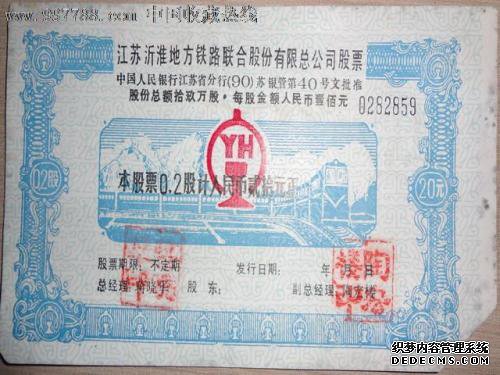 www.957788.com 中国收藏热线
江苏沂淮地方铁路联合股份有限总公司股票
中国人民银行江苏省分行(90)苏银管第40号文批准
股份总额拾玖万股·每股金额人民币壹佰元
0282859
YH
本股票0.2股计人民币贰拾元正
0.2股
20元
股票期限：不定期 发行日期： 年 月 日
总经理 股东： 副总经理
织梦内容管理系统
DEDECMS.COM